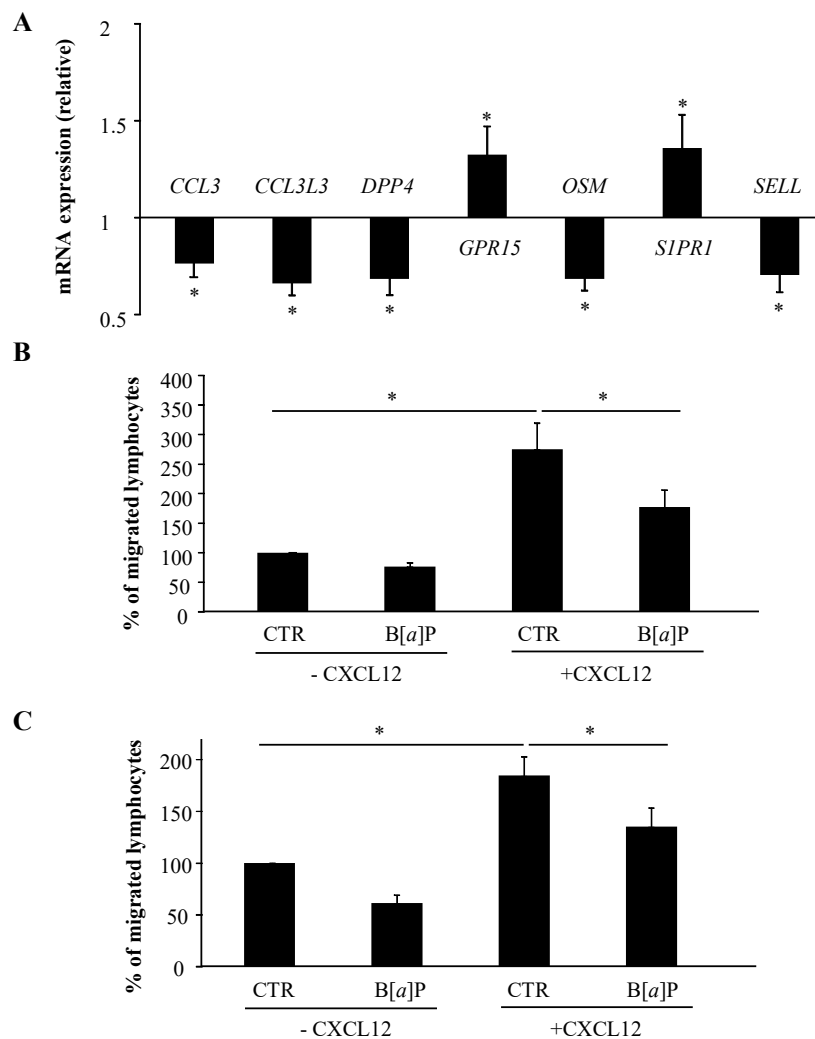 A
mRNA expression (relative)
2
1.5
1
0.5
* *
CCL3 CCL3L3 DPP4 OSM SELL
GPR15 S1PR1
* * * * *
B
% of migrated lymphocytes
400
350
300
250
200
150
100
50
0
* *
CTR B[a]P CTR B[a]P
- CXCL12 +CXCL12
C
% of migrated lymphocytes
200
150
100
50
0
* *
CTR B[a]P CTR B[a]P
- CXCL12 +CXCL12